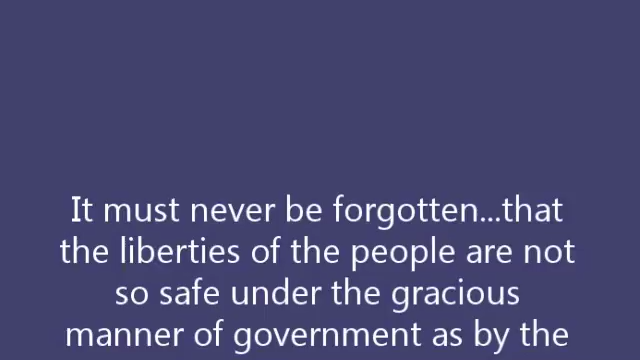 It must never be forgotten...that
the liberties of the people are not
so safe under the gracious
manner of government as by the